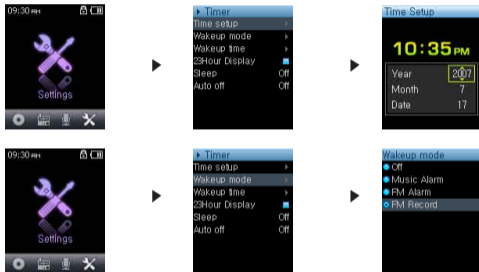 09:30 PM
Settings
Timer
Time setup
Wakeup mode
Wakeup time
23Hour Display
Sleep Off
Auto off Off
Time Setup
10:35 PM
Year 2007
Month 7
Date 17
09:30 PM
Settings
Timer
Time setup
Wakeup mode
Wakeup time
23Hour Display
Sleep Off
Auto off Off
Wakeup mode
Off
Music Alarm
FM Alarm
FM Record